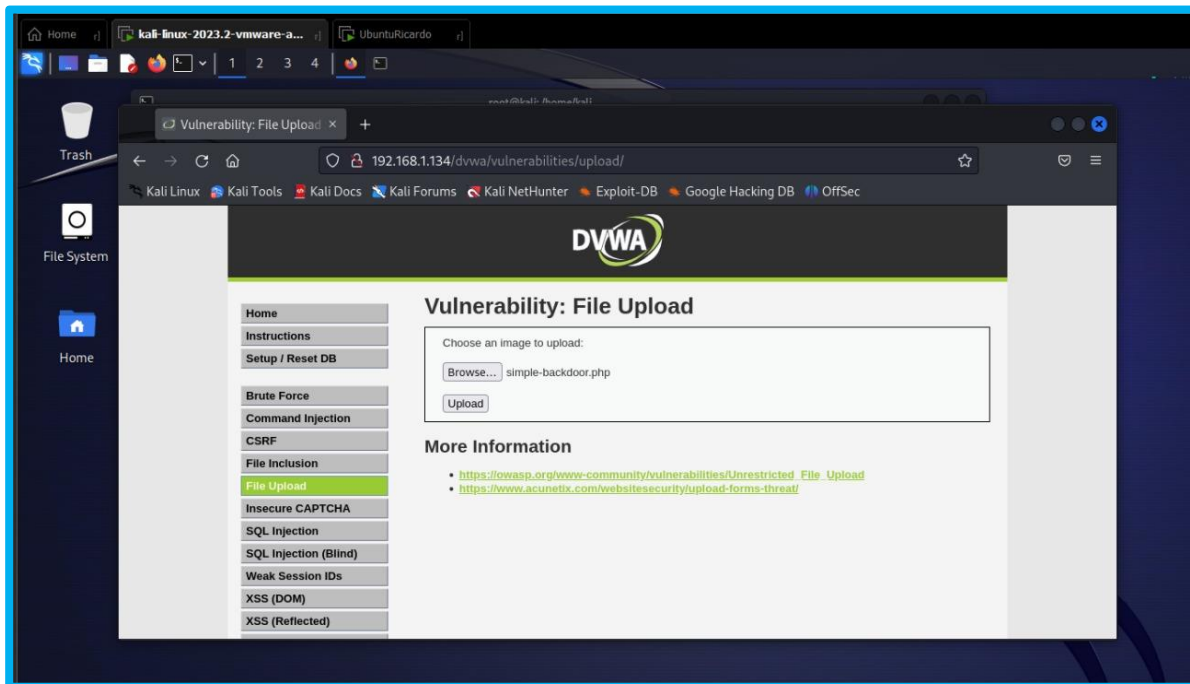 Home
kali-linux-2023.2-vmware-a...
UbuntuRicardo
1 2 3 4
root@kali: /home/kali
Vulnerability: File Upload
192.168.1.134/dvwa/vulnerabilities/upload/
Kali Linux Kali Tools Kali Docs Kali Forums Kali NetHunter Exploit-DB Google Hacking DB OffSec
Trash
File System
Home
DVWA
Home
Instructions
Setup / Reset DB
Brute Force
Command Injection
CSRF
File Inclusion
File Upload
Insecure CAPTCHA
SQL Injection
SQL Injection (Blind)
Weak Session IDs
XSS (DOM)
XSS (Reflected)
Vulnerability: File Upload
Choose an image to upload:
Browse... simple-backdoor.php
Upload
More Information
https://owasp.org/www-community/vulnerabilities/Unrestricted_File_Upload
https://www.acunetix.com/websitesecurity/upload-forms-threat/